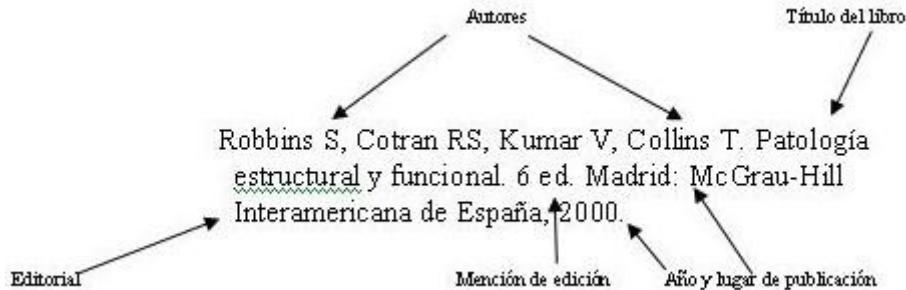 Autores
Título del libro
Robbins S, Cotran RS, Kumar V, Collins T. Patología
estructural y funcional. 6 ed. Madrid: McGrau-Hill
Interamericana de España, 2000.
Editorial
Mención de edición
Año y lugar de publicación